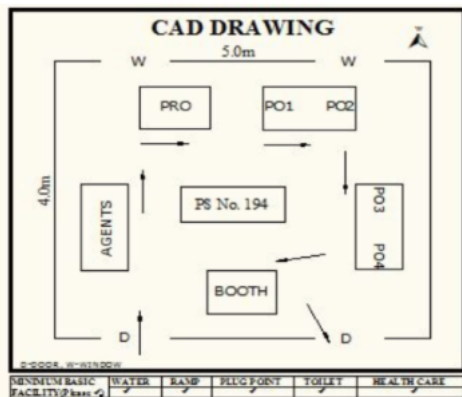 CAD DRAWING
W 5.0m W
PRO PO1 PO2
4.0m
AGENTS
PS No. 194
PO3
PO4
BOOTH
D D
D-DOOR, W-WINDOW
MINIMUM BASIC WATER RAMP PLUG POINT TOILET HEALTH CARE
FACILITY ✓ ✓ ✓ ✓ ✓